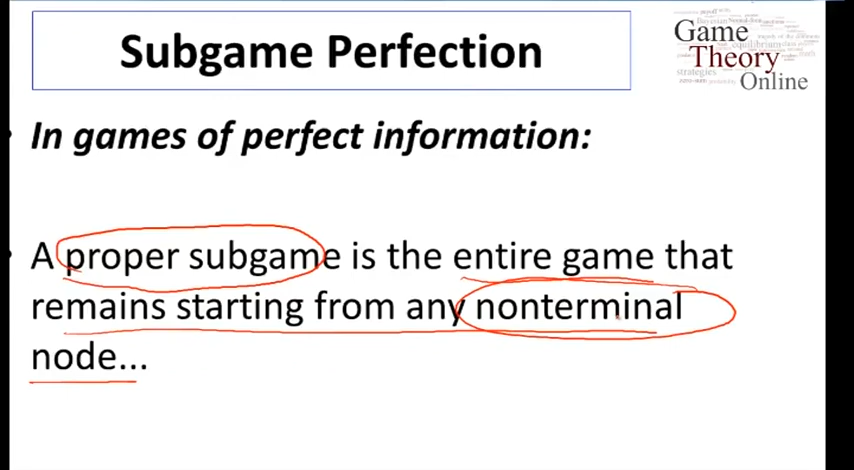 Subgame Perfection
Game
Theory
Online
strategies
• In games of perfect information:
• A proper subgame is the entire game that
remains starting from any nonterminal
node...